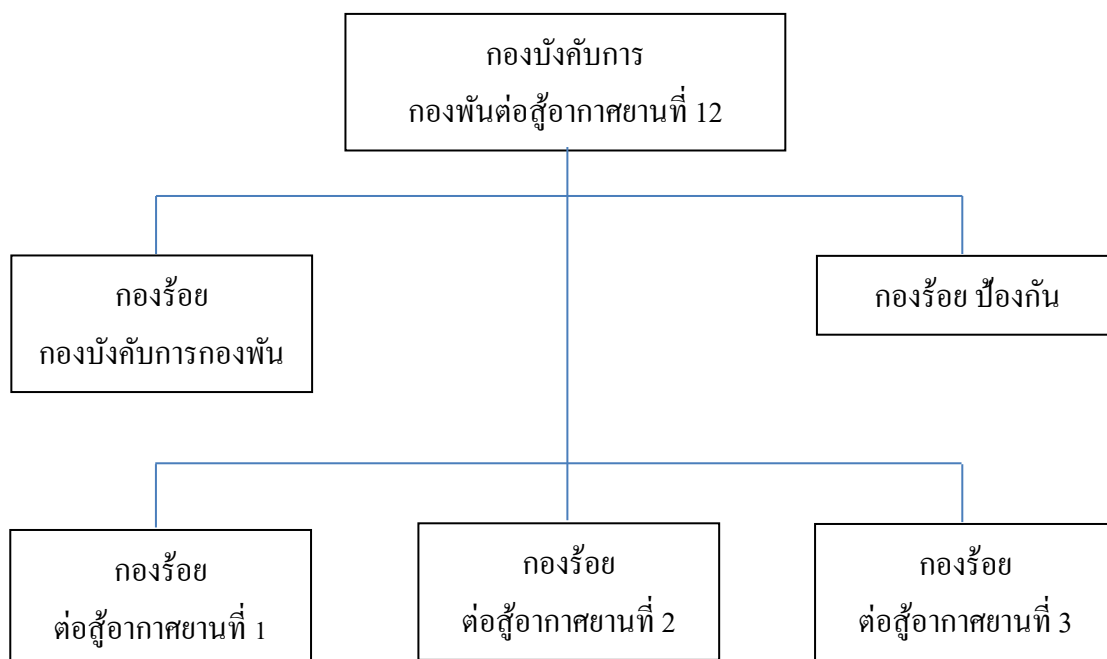 กองบังคับการ
กองพันต่อสู้อากาศยานที่ 12
กองร้อย
กองบังคับการกองพัน
กองร้อย ป้องกัน
กองร้อย
ต่อสู้อากาศยานที่ 1
กองร้อย
ต่อสู้อากาศยานที่ 2
กองร้อย
ต่อสู้อากาศยานที่ 3